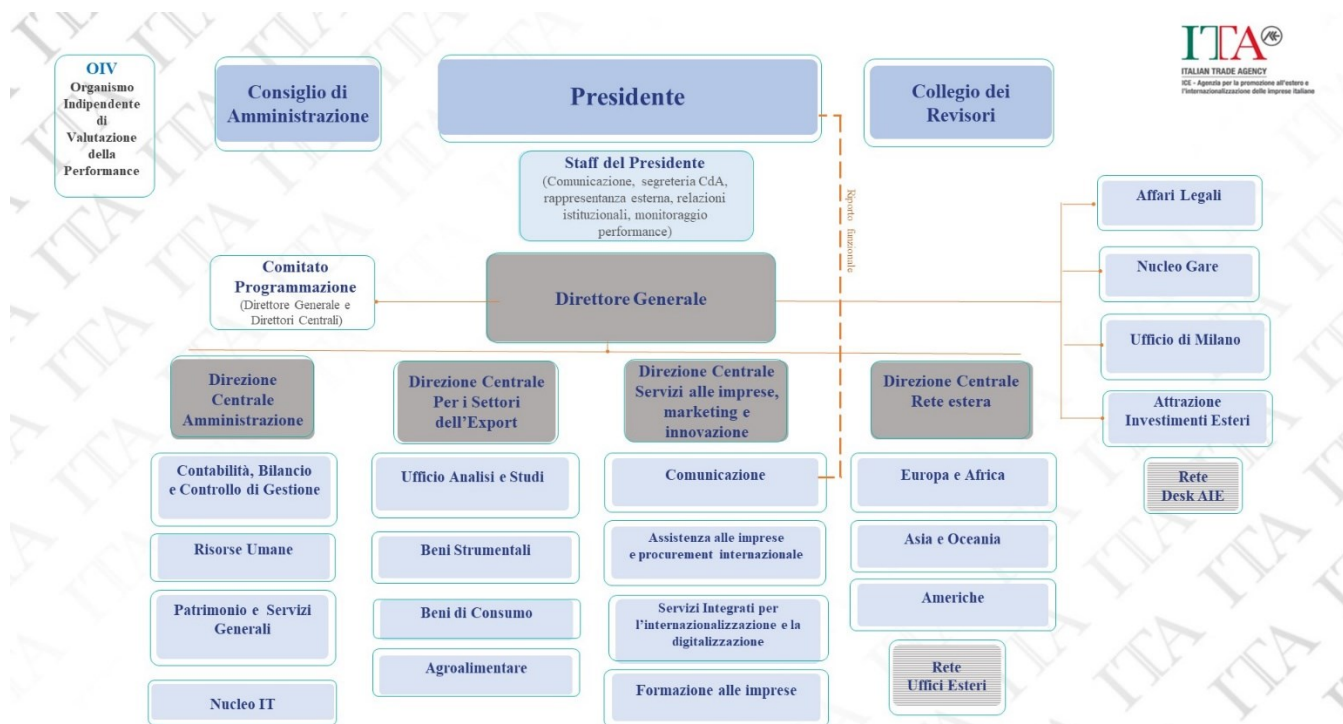 OIV
Organismo
Indipendente
di
Valutazione
della
Performance
Consiglio di
Amministrazione
Presidente
Collegio dei
Revisori
ITA
ITALIAN TRADE AGENCY
ICE - Agenzia per la promozione all'estero e
l'internazionalizzazione delle imprese italiane
Staff del Presidente
(Comunicazione, segreteria CdA,
rappresentanza esterna, relazioni
istituzionali, monitoraggio
performance)
Riporto funzionale
Comitato
Programmazione
(Direttore Generale e
Direttori Centrali)
Direttore Generale
Affari Legali
Nucleo Gare
Ufficio di Milano
Attrazione
Investimenti Esteri
Rete
Desk AIE
Direzione
Centrale
Amministrazione
Contabilità, Bilancio
e Controllo di Gestione
Risorse Umane
Patrimonio e Servizi
Generali
Nucleo IT
Direzione Centrale
Per i Settori
dell'Export
Ufficio Analisi e Studi
Beni Strumentali
Beni di Consumo
Agroalimentare
Direzione Centrale
Servizi alle imprese,
marketing e
innovazione
Comunicazione
Assistenza alle imprese
e procurement internazionale
Servizi Integrati per
l'internazionalizzazione e la
digitalizzazione
Formazione alle imprese
Direzione Centrale
Rete estera
Europa e Africa
Asia e Oceania
Americhe
Rete
Uffici Esteri